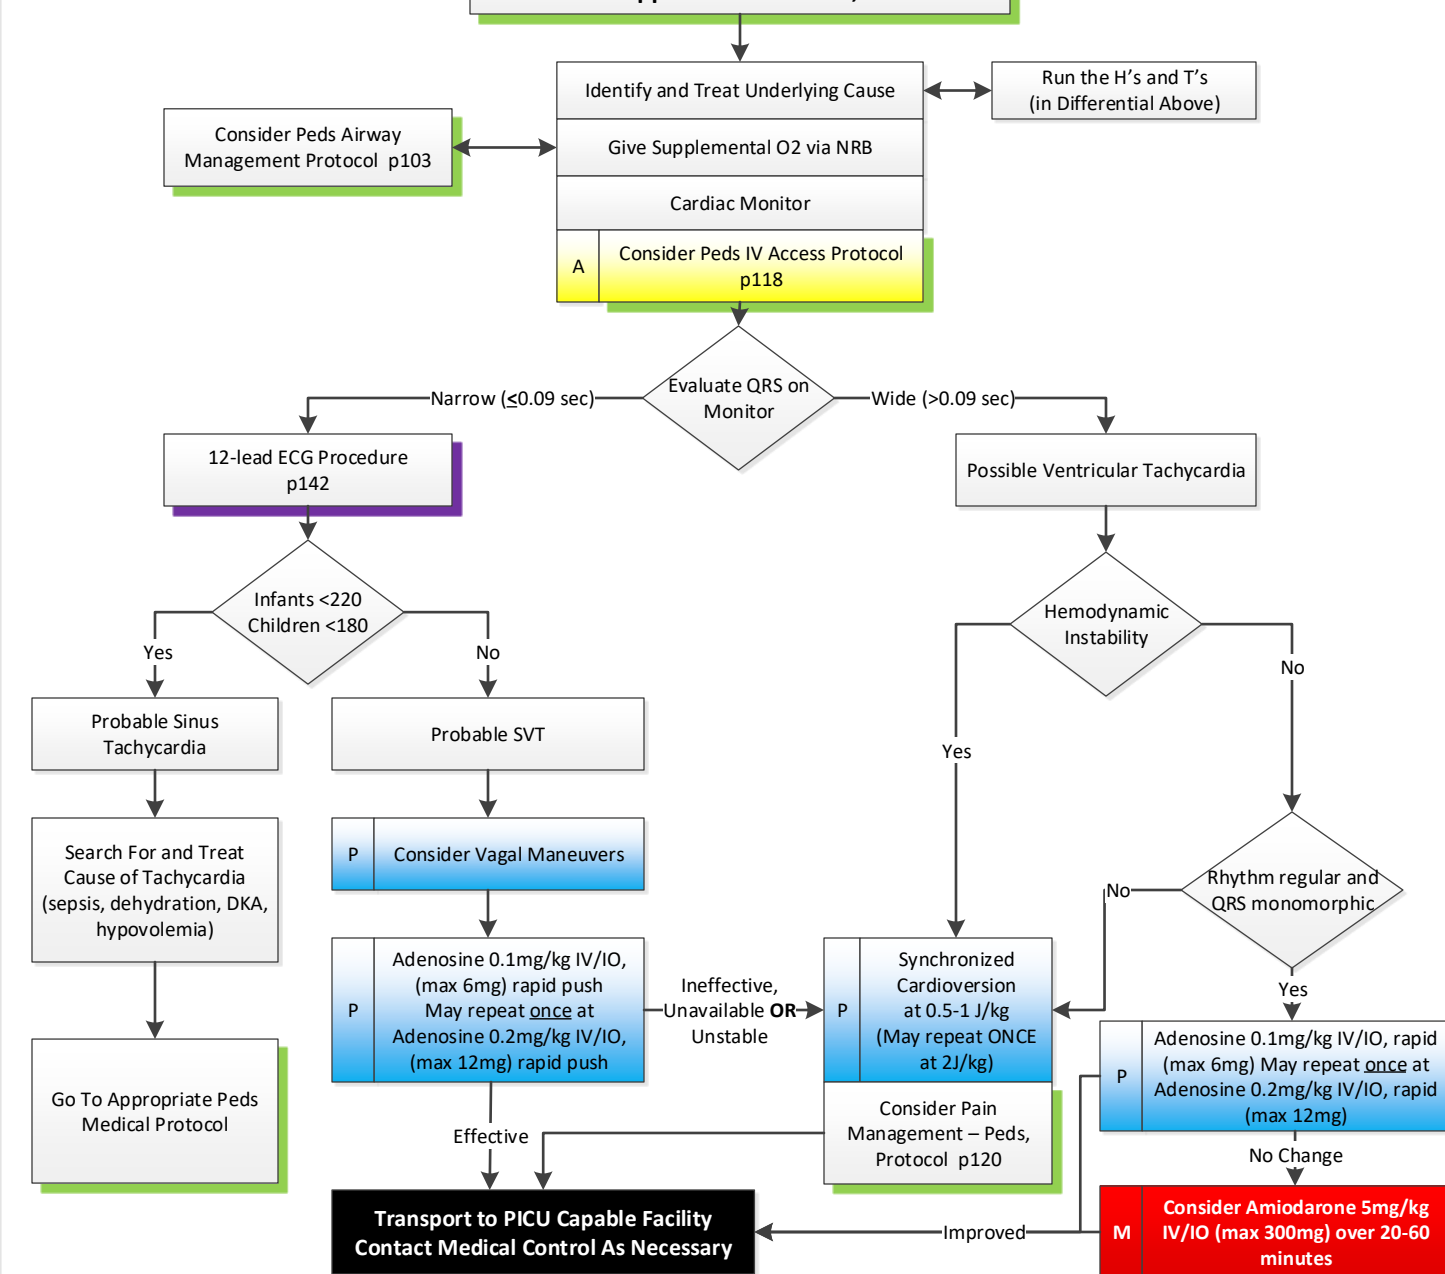 Identify and Treat Underlying Cause
Run the H’s and T’s
(in Differential Above)
Consider Peds Airway
Management Protocol p103
Give Supplemental O2 via NRB
Cardiac Monitor
A
Consider Peds IV Access Protocol
p118
Evaluate QRS on
Monitor
Narrow (≤0.09 sec)
Wide (>0.09 sec)
12-lead ECG Procedure
p142
Possible Ventricular Tachycardia
Infants <220
Children <180
Hemodynamic
Instability
Yes
No
No
Yes
Probable Sinus
Tachycardia
Probable SVT
Search For and Treat
Cause of Tachycardia
(sepsis, dehydration, DKA,
hypovolemia)
P
Consider Vagal Maneuvers
Rhythm regular and
QRS monomorphic
No
Yes
P
Adenosine 0.1mg/kg IV/IO,
(max 6mg) rapid push
May repeat once at
Adenosine 0.2mg/kg IV/IO,
(max 12mg) rapid push
Ineffective,
Unavailable OR
Unstable
P
Synchronized
Cardioversion
at 0.5-1 J/kg
(May repeat ONCE
at 2J/kg)
P
Adenosine 0.1mg/kg IV/IO, rapid
(max 6mg) May repeat once at
Adenosine 0.2mg/kg IV/IO, rapid
(max 12mg)
Go To Appropriate Peds
Medical Protocol
Effective
Consider Pain
Management – Peds,
Protocol p120
No Change
Transport to PICU Capable Facility
Contact Medical Control As Necessary
Improved
M
Consider Amiodarone 5mg/kg
IV/IO (max 300mg) over 20-60
minutes